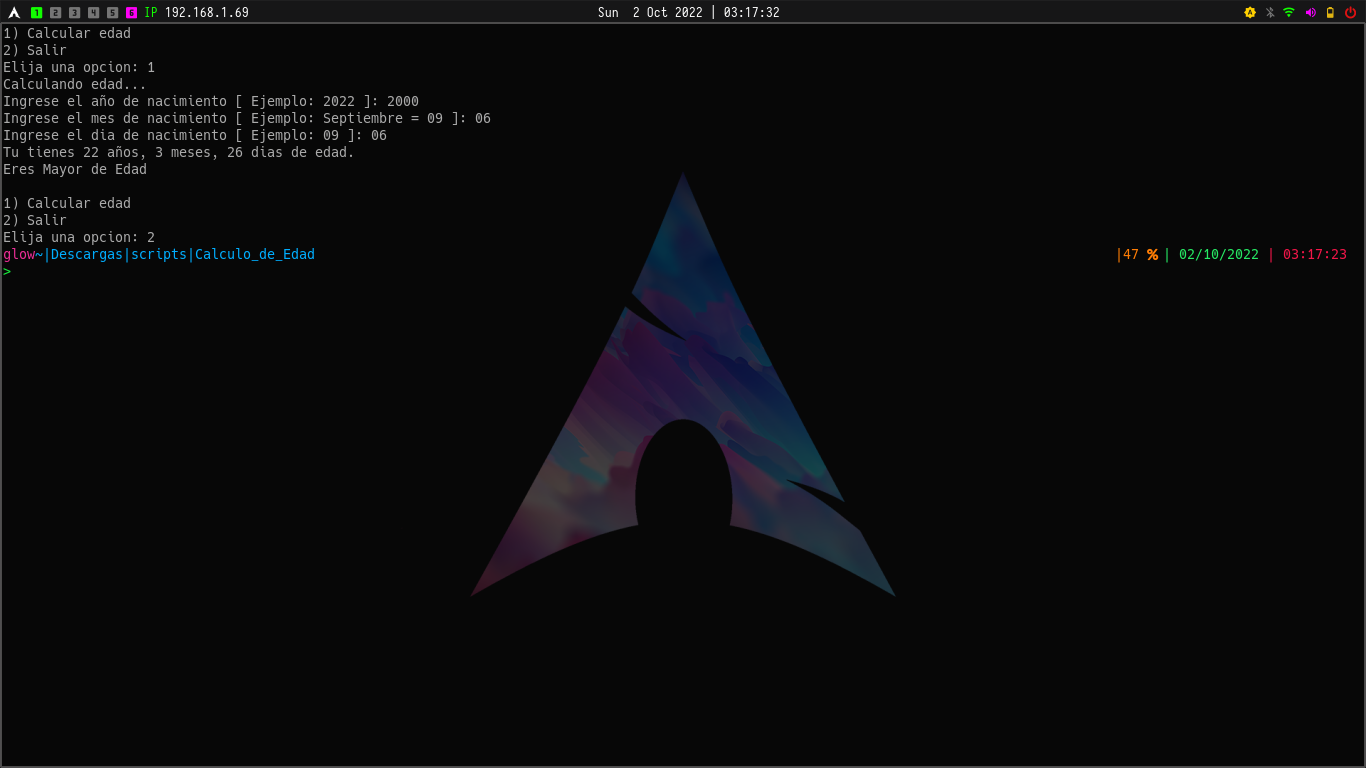 1 2 3 4 5 6 IP 192.168.1.69 Sun 2 Oct 2022 | 03:17:32
1) Calcular edad
2) Salir
Elija una opcion: 1
Calculando edad...
Ingrese el año de nacimiento [ Ejemplo: 2022 ]: 2000
Ingrese el mes de nacimiento [ Ejemplo: Septiembre = 09 ]: 06
Ingrese el dia de nacimiento [ Ejemplo: 09 ]: 06
Tu tienes 22 años, 3 meses, 26 dias de edad.
Eres Mayor de Edad
1) Calcular edad
2) Salir
Elija una opcion: 2
glow~|Descargas|scripts|Calculo_de_Edad |47 %| 02/10/2022 | 03:17:23
>